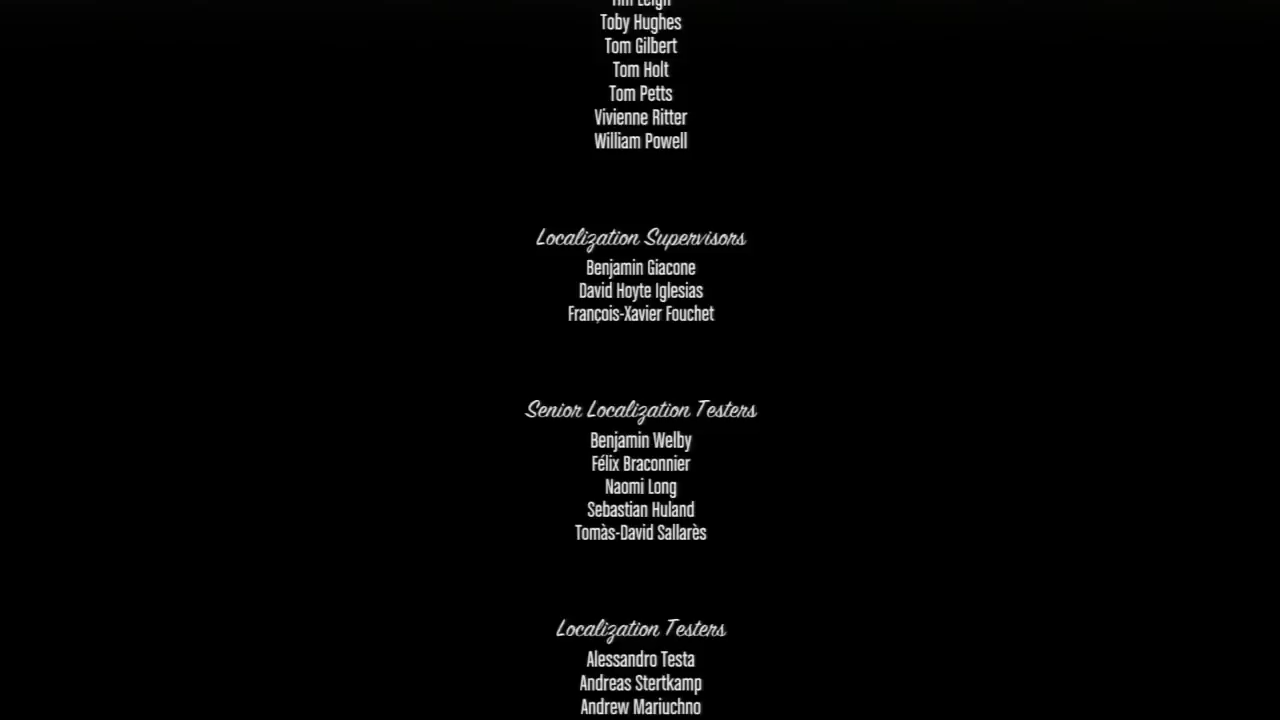 Tim Leigh
Toby Hughes
Tom Gilbert
Tom Holt
Tom Petts
Vivienne Ritter
William Powell
Localization Supervisors
Benjamin Giacone
David Hoyte Iglesias
François-Xavier Fouchet
Senior Localization Testers
Benjamin Welby
Félix Braconnier
Naomi Long
Sebastian Huland
Tomàs-David Sallarès
Localization Testers
Alessandro Testa
Andreas Stertkamp
Andrew Mariuchno